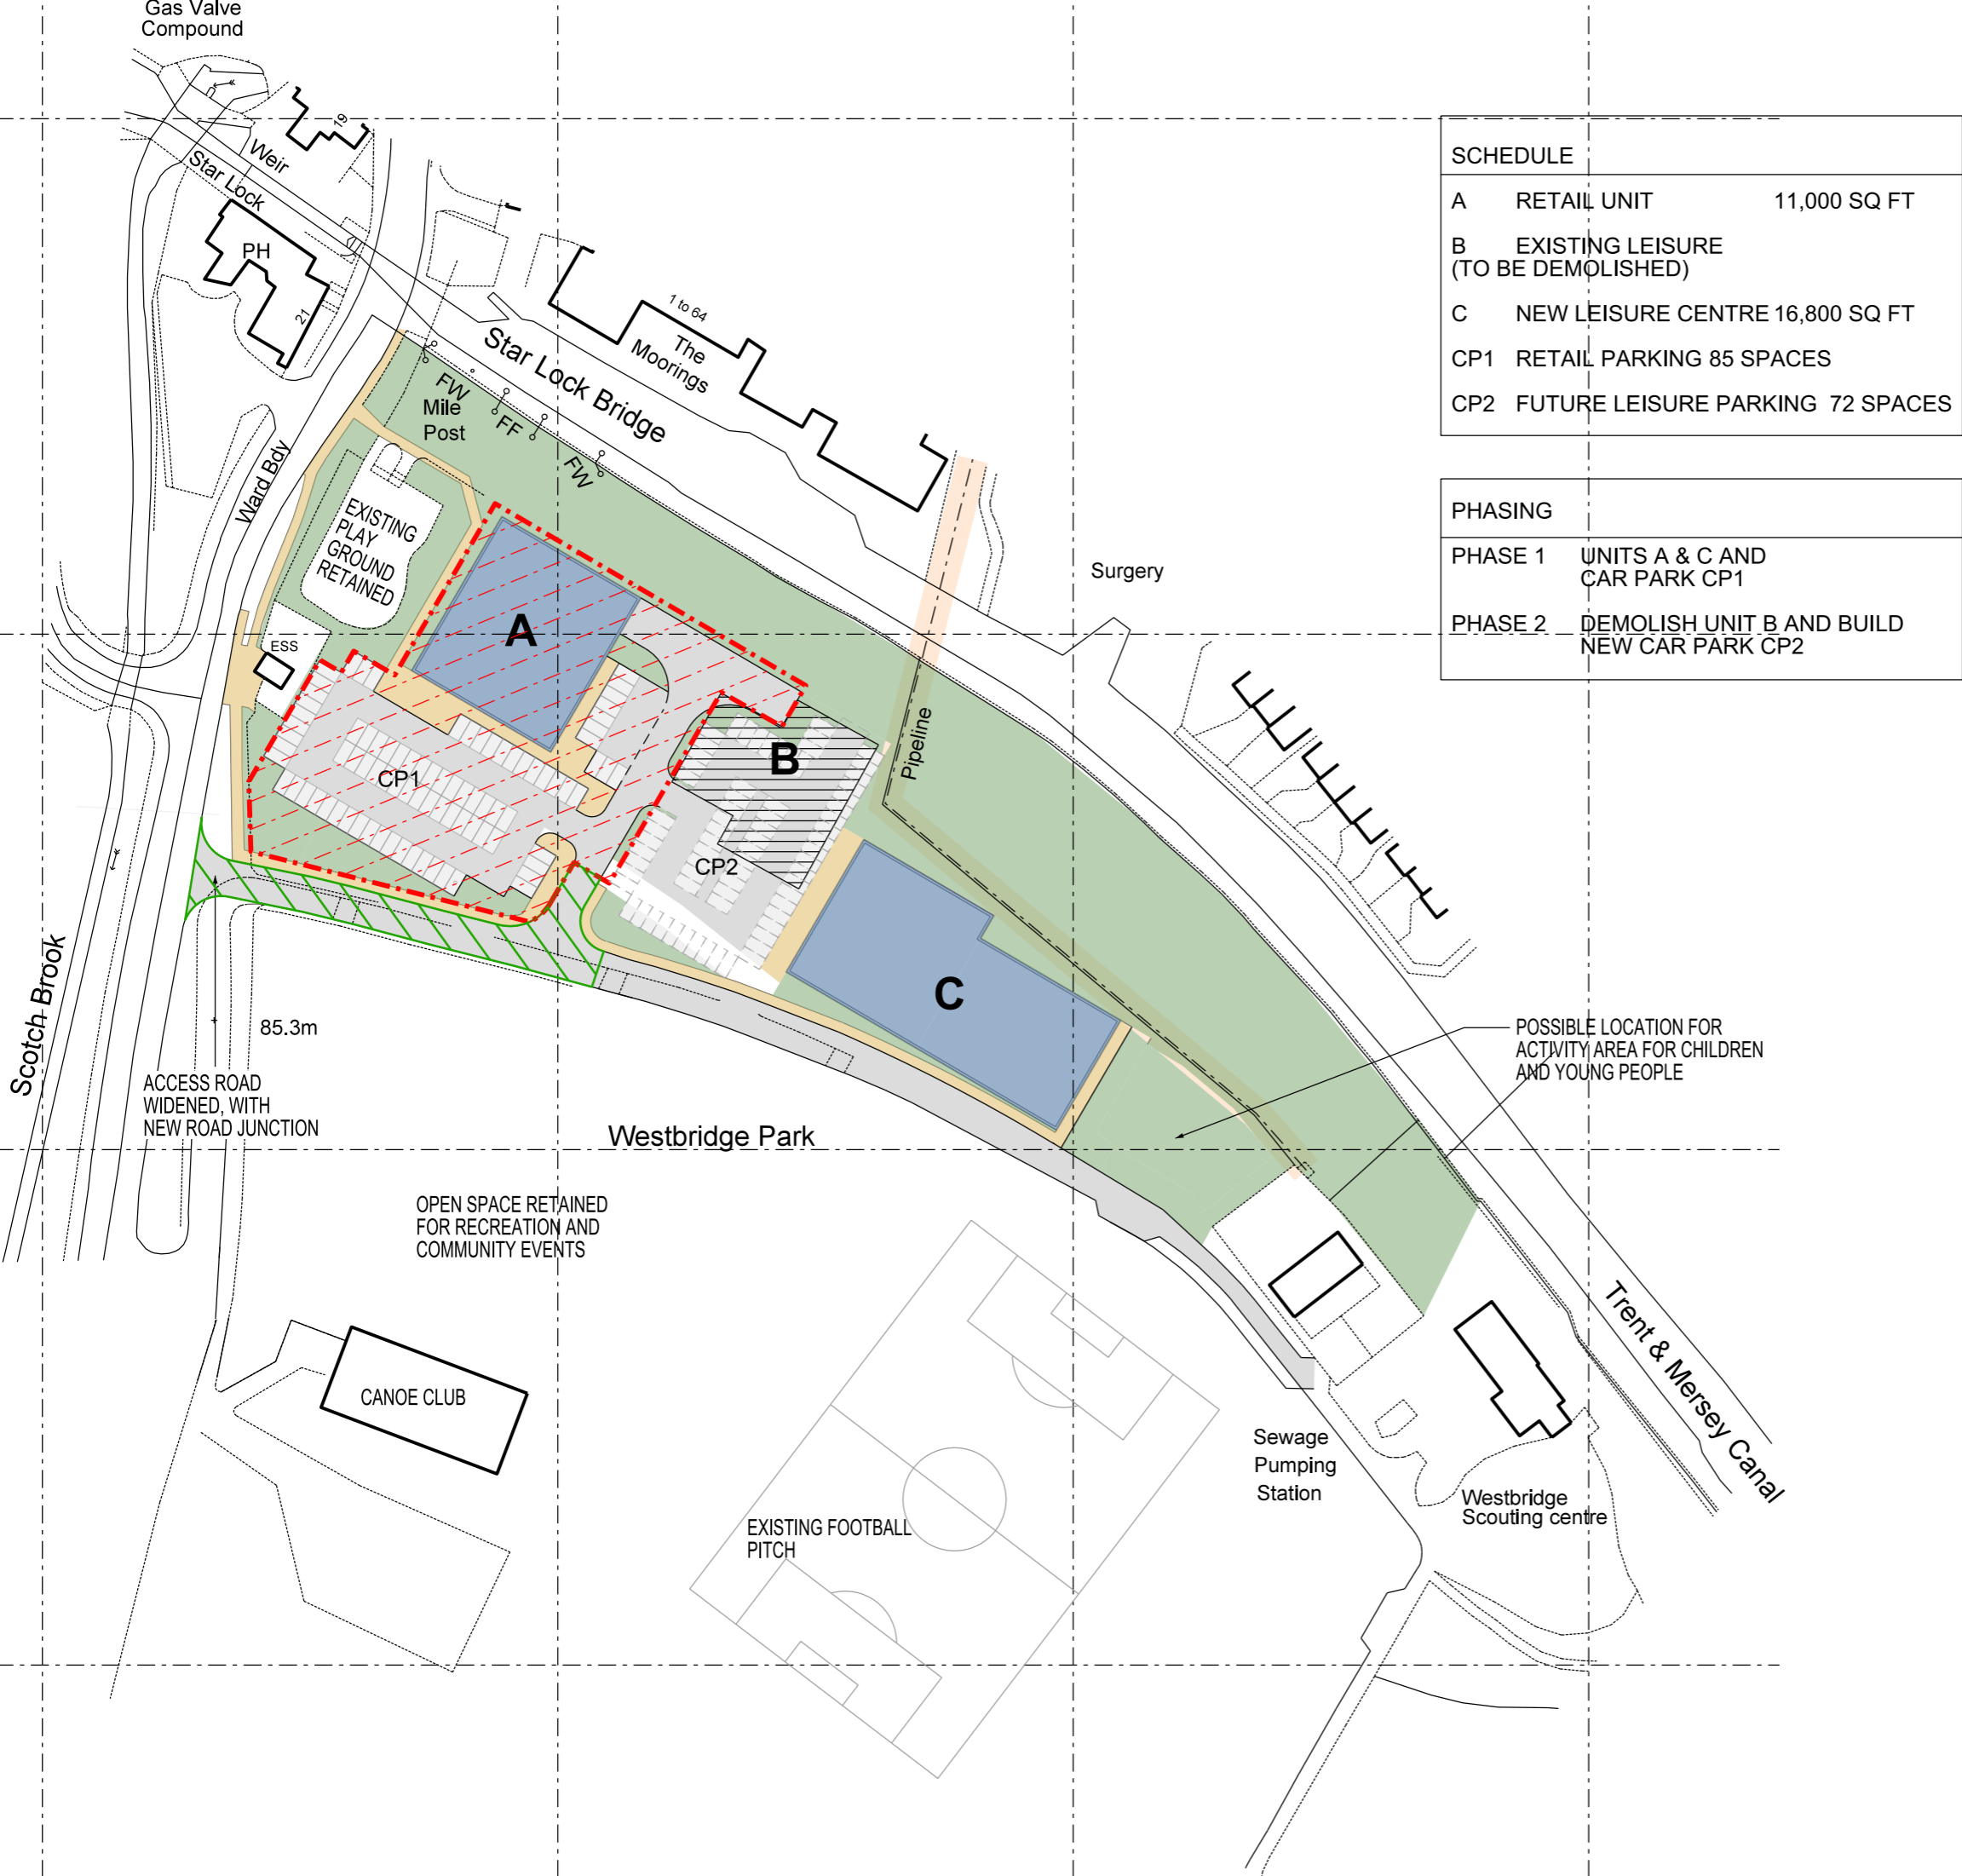 Gas Valve
Compound
19
Weir
Star Lock
PH
21
1 to 64
The
Moorings
Star Lock Bridge
FW
Mile
Post
FF
FW
Ward Bdy
EXISTING
PLAY
GROUND
RETAINED
ESS
A
B
C
CP1
CP2
Pipeline
Surgery
SCHEDULE
A RETAIL UNIT 11,000 SQ FT
B EXISTING LEISURE
(TO BE DEMOLISHED)
C NEW LEISURE CENTRE 16,800 SQ FT
CP1 RETAIL PARKING 85 SPACES
CP2 FUTURE LEISURE PARKING 72 SPACES
PHASING
PHASE 1 UNITS A & C AND
CAR PARK CP1
PHASE 2 DEMOLISH UNIT B AND BUILD
NEW CAR PARK CP2
Scotch Brook
85.3m
ACCESS ROAD
WIDENED, WITH
NEW ROAD JUNCTION
Westbridge Park
POSSIBLE LOCATION FOR
ACTIVITY AREA FOR CHILDREN
AND YOUNG PEOPLE
OPEN SPACE RETAINED
FOR RECREATION AND
COMMUNITY EVENTS
CANOE CLUB
EXISTING FOOTBALL
PITCH
Sewage
Pumping
Station
Westbridge
Scouting centre
Trent & Mersey Canal